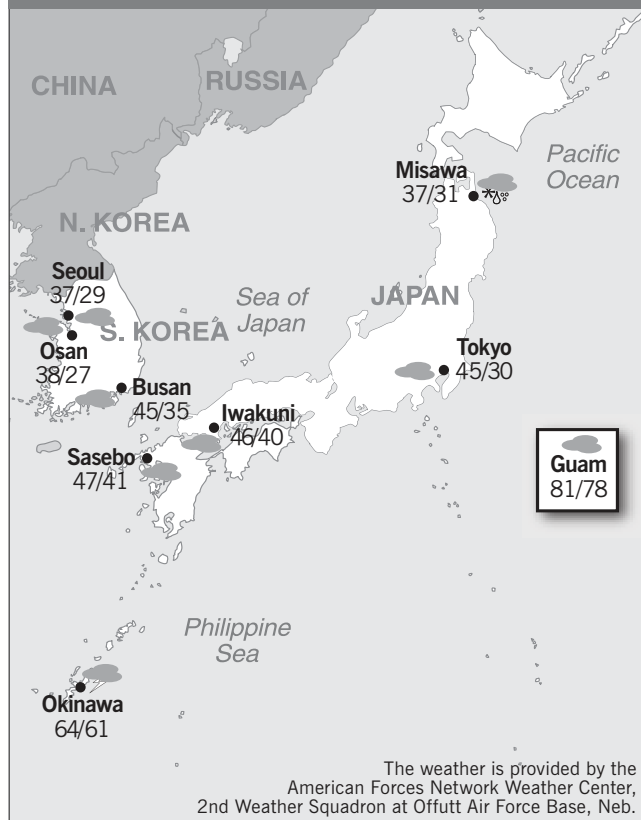 CHINA
RUSSIA
Pacific
Ocean
Misawa
37/31
N. KOREA
Seoul
37/29
Sea of
Japan
JAPAN
S. KOREA
Osan
38/27
Tokyo
45/30
Busan
45/35
Iwakuni
46/40
Sasebo
47/41
Guam
81/78
Philippine
Sea
Okinawa
64/61
The weather is provided by the
American Forces Network Weather Center,
2nd Weather Squadron at Offutt Air Force Base, Neb.